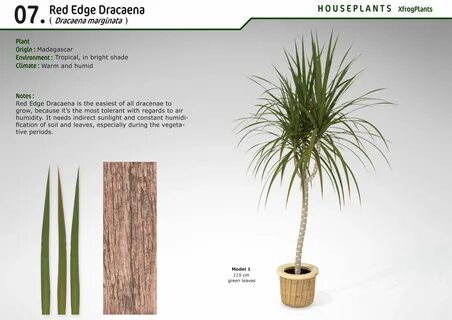 07. Red Edge Dracaena
( Dracaena marginata )
HOUSEPLANTS XfrogPlants
Plant
Origin : Madagascar
Environment : Tropical, in bright shade
Climate : Warm and humid
Notes :
Red Edge Dracaena is the easiest of all dracenae to
grow, because it's the most tolerant with regards to air
humidity. It needs indirect sunlight and constant humidi-
fication of soil and leaves, especially during the vegeta-
tive periods.
Model 1
115 cm
green leaves